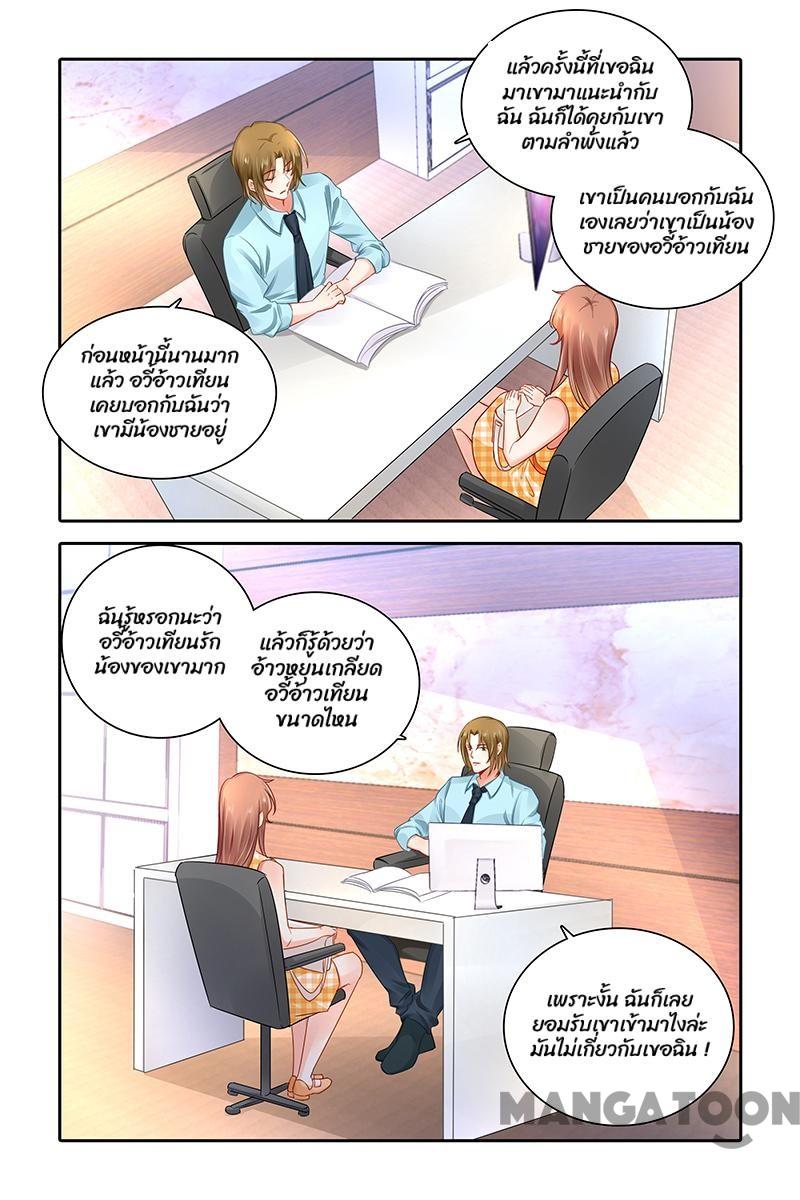 แล้วครั้งนี้ที่เขอฉิน
มาเขามาแนะนำกับ
ฉัน ฉันก็ได้คุยกับเขา
ตามลำพังแล้ว
เขาเป็นคนบอกกับฉัน
เองเลยว่าเขาเป็นน้อง
ชายของอวี้อ้าวเทียน
ก่อนหน้านี้นานมาก
แล้ว อวี้อ้าวเทียน
เคยบอกกับฉันว่า
เขามีน้องชายอยู่
ฉันรู้หรอกนะว่า
อวี้อ้าวเทียนรัก
น้องของเขามาก
แล้วก็รู้ด้วยว่า
อ้าวหยุนเกลียด
อวี้อ้าวเทียน
ขนาดไหน
เพราะงั้น ฉันก็เลย
ยอมรับเขาเข้ามาไงล่ะ
มันไม่เกี่ยวกับเขอฉิน !
MANGATOON